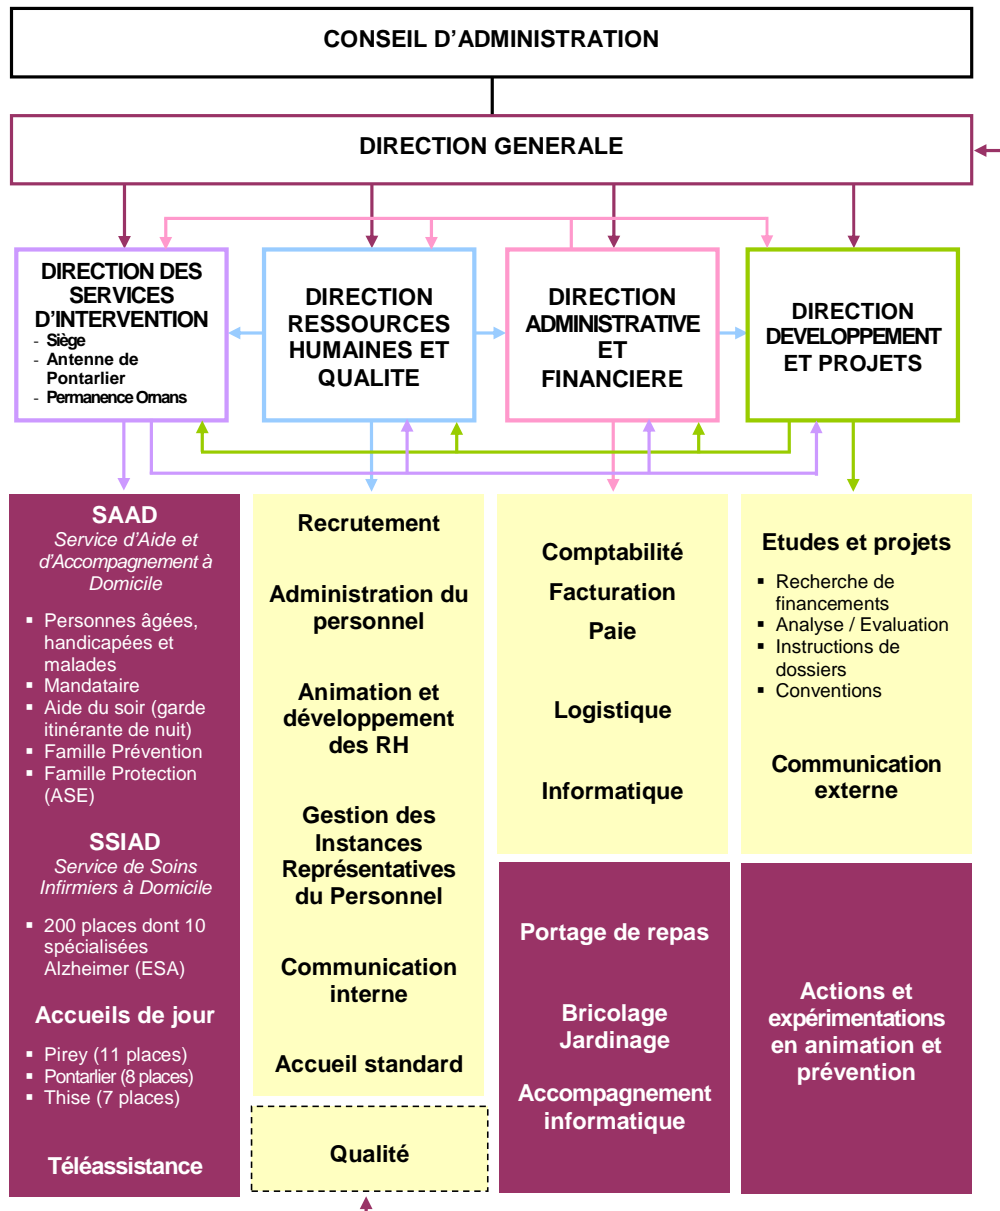 CONSEIL D'ADMINISTRATION
DIRECTION GENERALE
DIRECTION DES
SERVICES
D'INTERVENTION
- Siège
- Antenne de
Pontarlier
- Permanence Ornans
DIRECTION
RESSOURCES
HUMAINES ET
QUALITE
DIRECTION
ADMINISTRATIVE
ET
FINANCIERE
DIRECTION
DEVELOPPEMENT
ET PROJETS
SAAD
Service d'Aide et
d'Accompagnement à
Domicile
▪ Personnes âgées,
handicapées et
malades
▪ Mandataire
▪ Aide du soir (garde
itinérante de nuit)
▪ Famille Prévention
▪ Famille Protection
(ASE)
SSIAD
Service de Soins
Infirmiers à Domicile
▪ 200 places dont 10
spécialisées
Alzheimer (ESA)
Accueils de jour
▪ Pirey (11 places)
▪ Pontarlier (8 places)
▪ Thise (7 places)
Téléassistance
Recrutement
Administration du
personnel
Animation et
développement
des RH
Gestion des
Instances
Représentatives
du Personnel
Communication
interne
Accueil standard
Qualité
Comptabilité
Facturation
Paie
Logistique
Informatique
Portage de repas
Bricolage
Jardinage
Accompagnement
informatique
Etudes et projets
▪ Recherche de
financements
▪ Analyse / Evaluation
▪ Instructions de
dossiers
▪ Conventions
Communication
externe
Actions et
expérimentations
en animation et
prévention